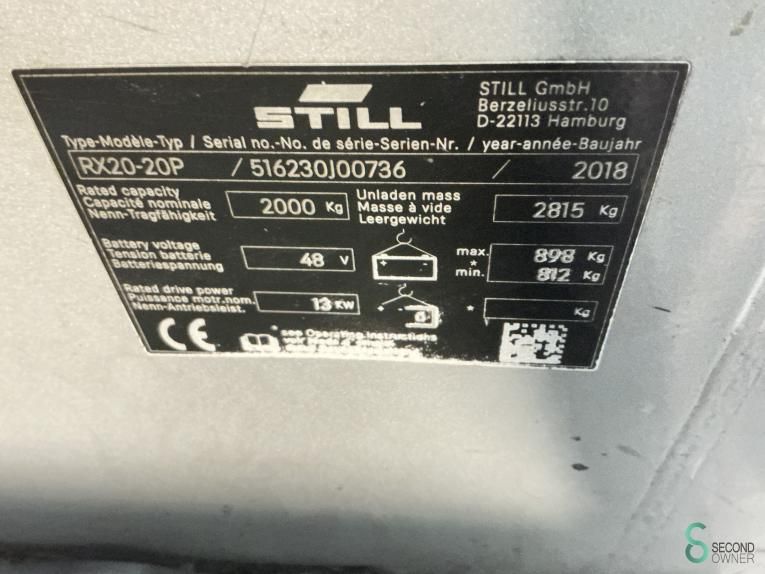 STILL
STILL GmbH
Berzeliusstr.10
D-22113 Hamburg
Type-Modèle-Typ / Serial no.-No. de série-Serien-Nr. / year-année-Baujahr
RX20-20P / 516230J00736 / 2018
Rated capacity
Capacité nominale
Nenn-Tragfähigkeit
2000 Kg
Unladen mass
Masse à vide
Leergewicht
2815 Kg
Battery voltage
Tension batterie
Batteriespannung
48 V
max. 898 Kg
*
min. 812 Kg
Rated drive power
Puissance motr.nom.
Nenn-Antriebsleist.
13 KW
* Kg
CE
* see Operating Instructions
SECOND
OWNER